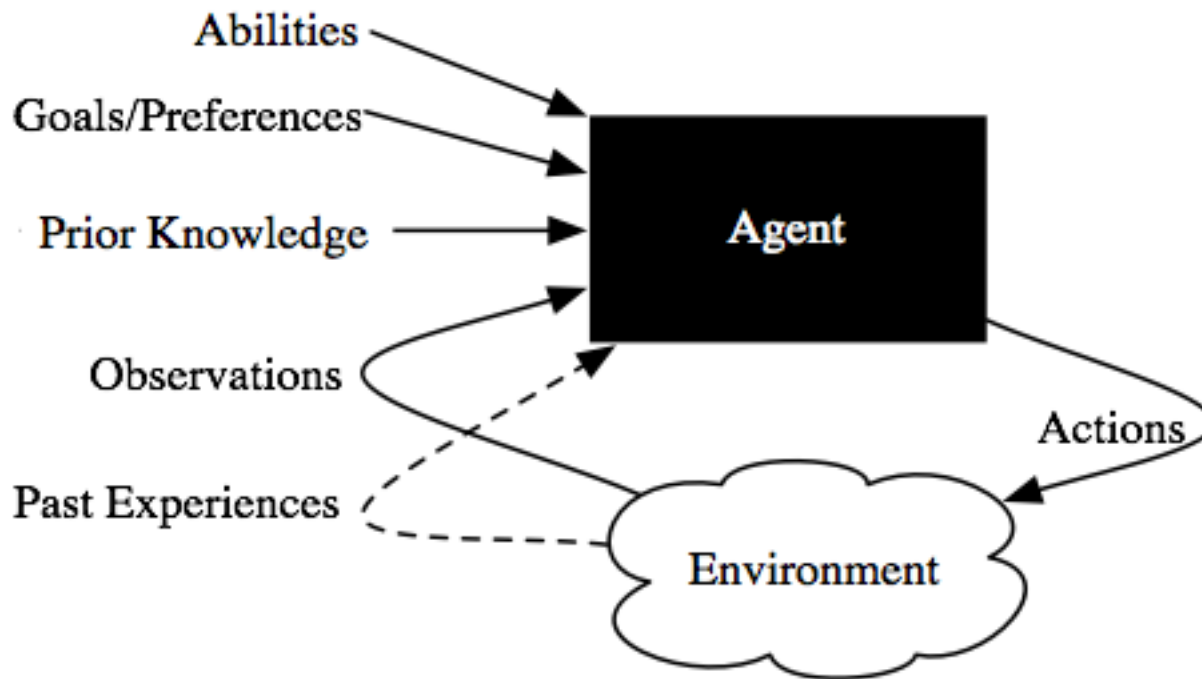 Abilities
Goals/Preferences
Prior Knowledge
Agent
Observations
Actions
Past Experiences
Environment